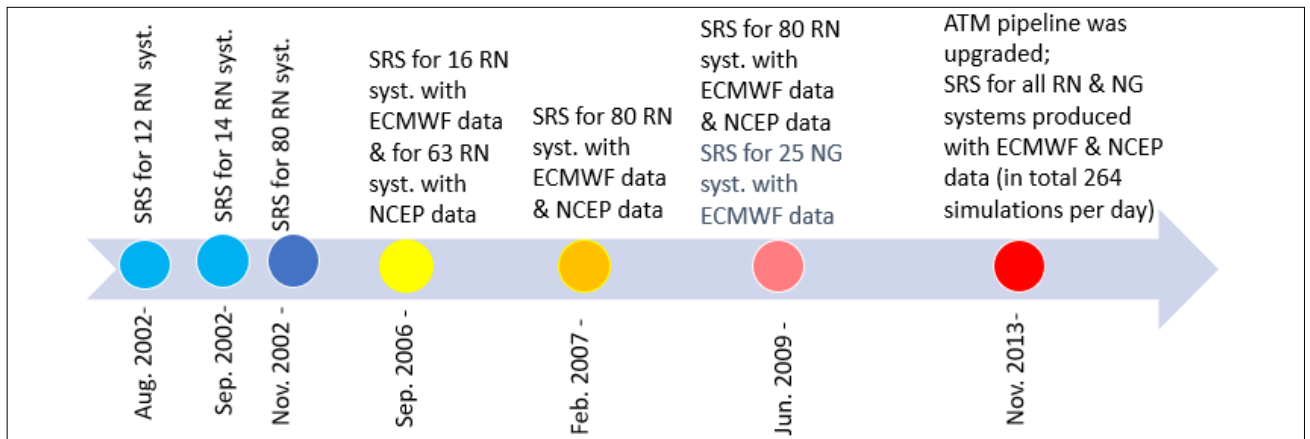 SRS for 12 RN  syst.
SRS for 14 RN syst.
SRS for 80 RN syst.
SRS for 16 RN
syst. with
ECMWF data
& for 63 RN
syst. with
NCEP data
SRS for 80 RN
syst. with
ECMWF data
& NCEP data
SRS for 80 RN
syst. with
ECMWF data
& NCEP data
SRS for 25 NG
syst. with
ECMWF data
ATM pipeline was
upgraded;
SRS for all RN & NG
systems produced
with ECMWF & NCEP
data (in total 264
simulations per day)
Aug. 2002-
Sep. 2002-
Nov. 2002 -
Sep. 2006 -
Feb. 2007 -
Jun. 2009 -
Nov. 2013-